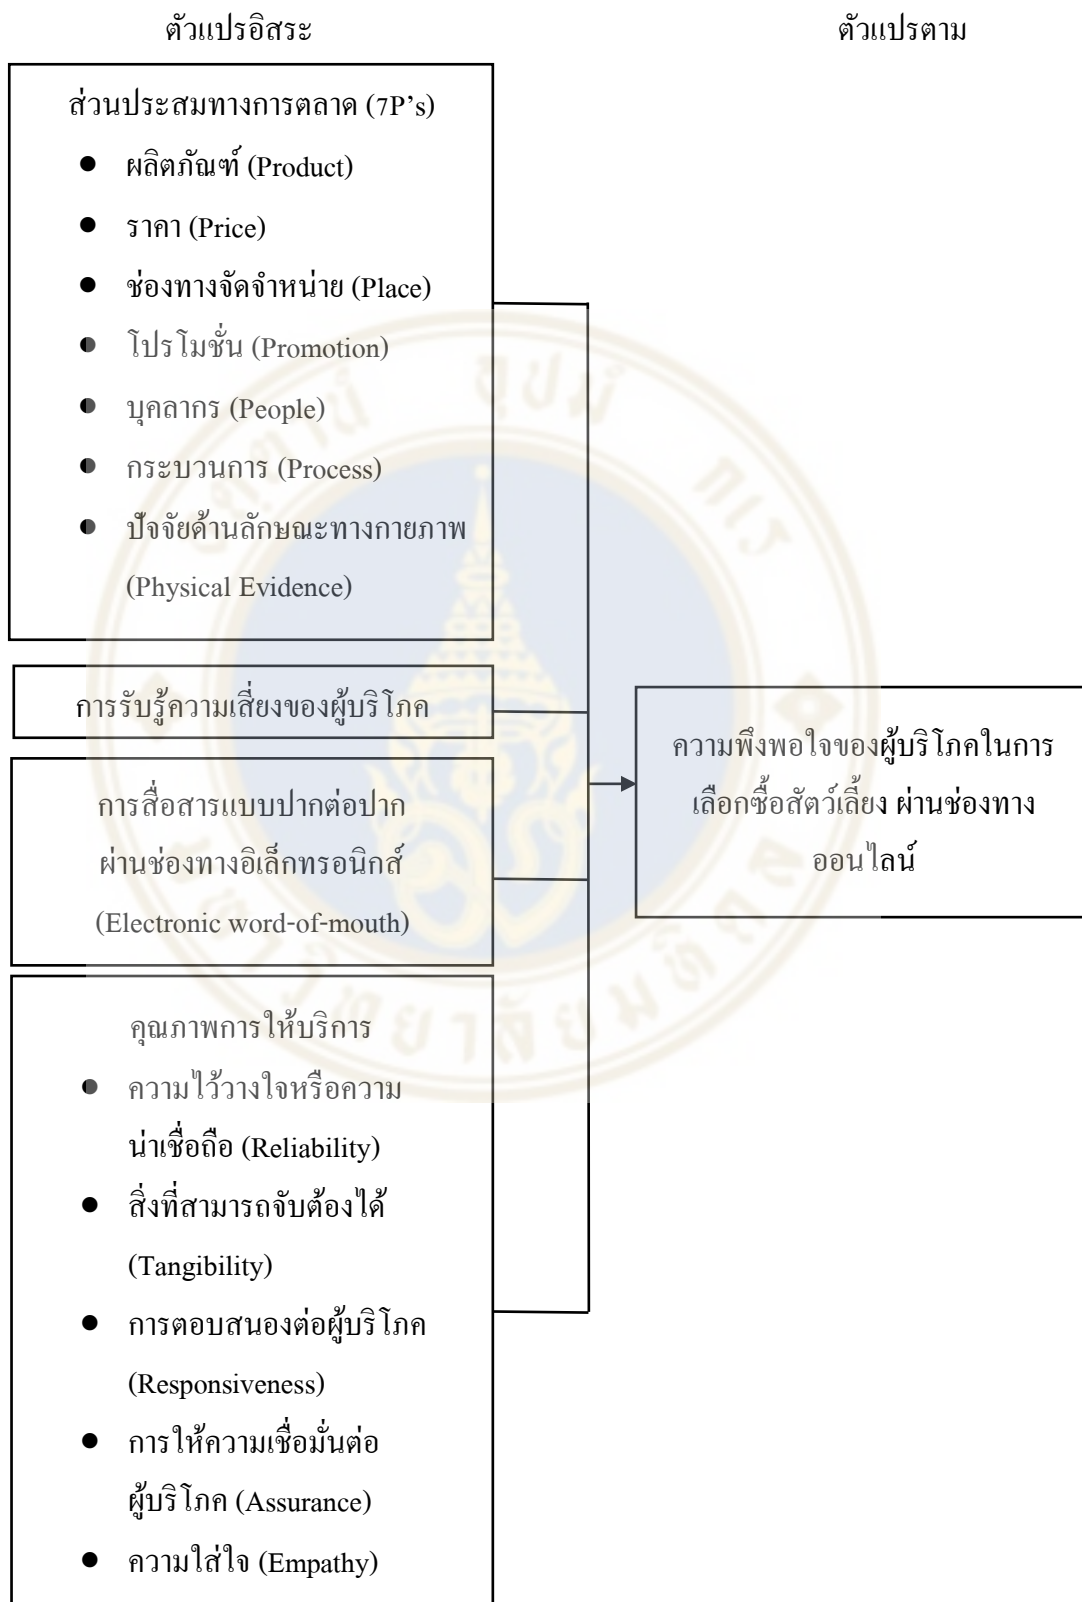 ตัวแปรอิสระ
ตัวแปรตาม
ส่วนประสมทางการตลาด (7P’s)
● ผลิตภัณฑ์ (Product)
● ราคา (Price)
● ช่องทางจัดจำหน่าย (Place)
● โปรโมชั่น (Promotion)
● บุคลากร (People)
● กระบวนการ (Process)
● ปัจจัยด้านลักษณะทางกายภาพ
(Physical Evidence)
การรับรู้ความเสี่ยงของผู้บริโภค
การสื่อสารแบบปากต่อปาก
ผ่านช่องทางอิเล็กทรอนิกส์
(Electronic word-of-mouth)
คุณภาพการให้บริการ
● ความไว้วางใจหรือความ
น่าเชื่อถือ (Reliability)
● สิ่งที่สามารถจับต้องได้
(Tangibility)
● การตอบสนองต่อผู้บริโภค
(Responsiveness)
● การให้ความเชื่อมั่นต่อ
ผู้บริโภค (Assurance)
● ความใส่ใจ (Empathy)
ความพึงพอใจของผู้บริโภคในการ
เลือกซื้อสัตว์เลี้ยง ผ่านช่องทาง
ออนไลน์